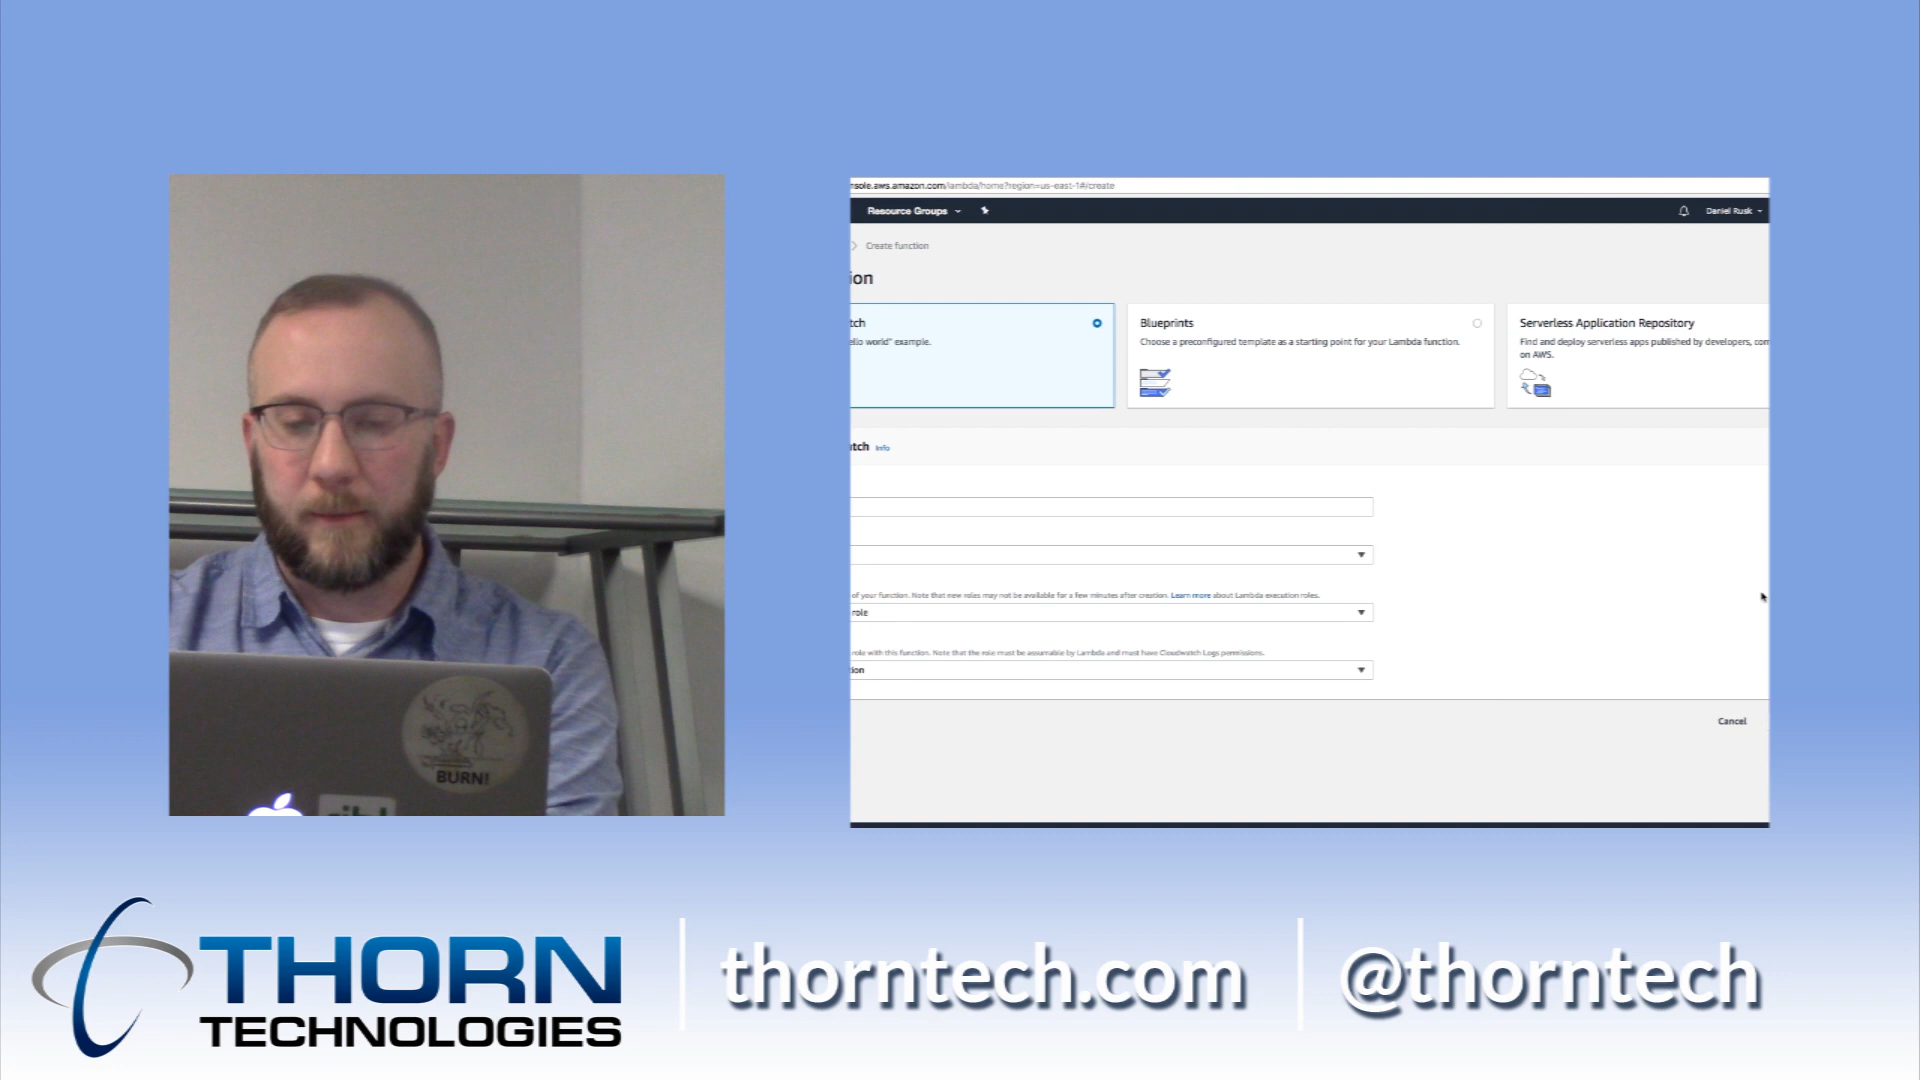 nsole.aws.amazon.com/lambda/home?region=us-east-1#/create
Resource Groups
Daniel Rusk
Create function
ion
tch
ello world" example.
Blueprints
Choose a preconfigured template as a starting point for your Lambda function.
Serverless Application Repository
Find and deploy serverless apps published by developers, com
on AWS.
atch Info
of your function. Note that new roles may not be available for a few minutes after creation. Learn more about Lambda execution roles.
role
role with this function. Note that the role must be assumable by Lambda and must have Cloudwatch Logs permissions.
ion
Cancel
BURN!
THORN
TECHNOLOGIES
thorntech.com
@thorntech